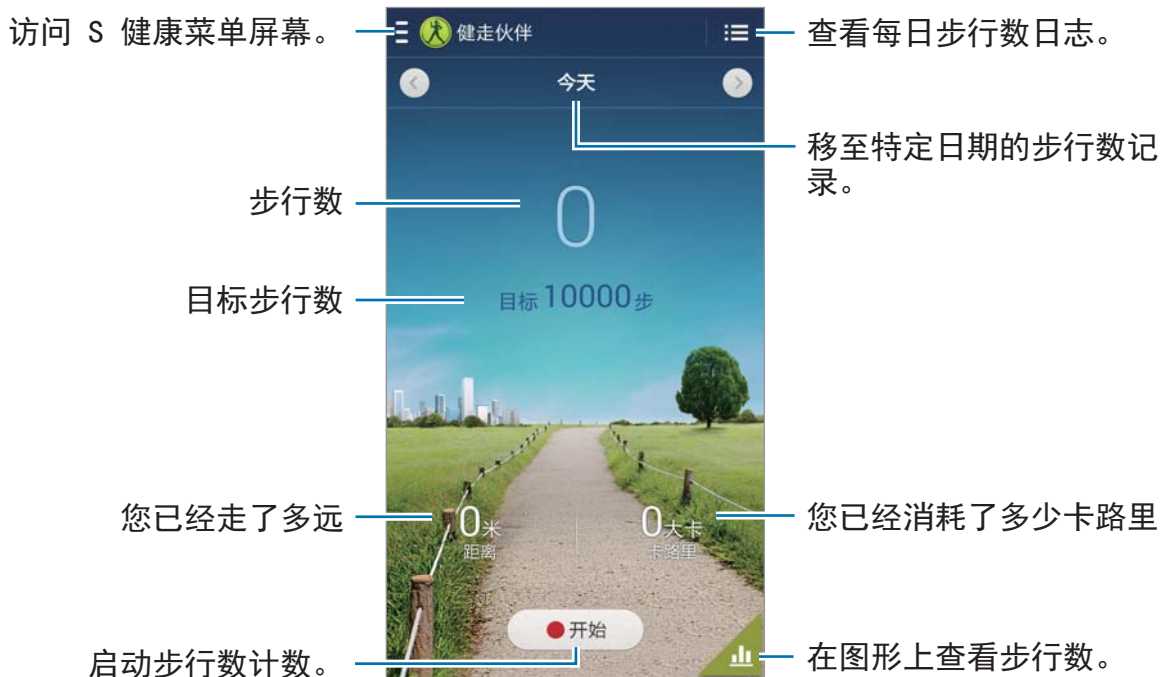 访问 S 健康菜单屏幕。
健走伙伴
查看每日步行数日志。
今天
移至特定日期的步行数记
录。
步行数
0
目标步行数
目标 10000 步
您已经走了多远
0米
距离
0大卡
卡路里
您已经消耗了多少卡路里
启动步行数计数。
开始
在图形上查看步行数。